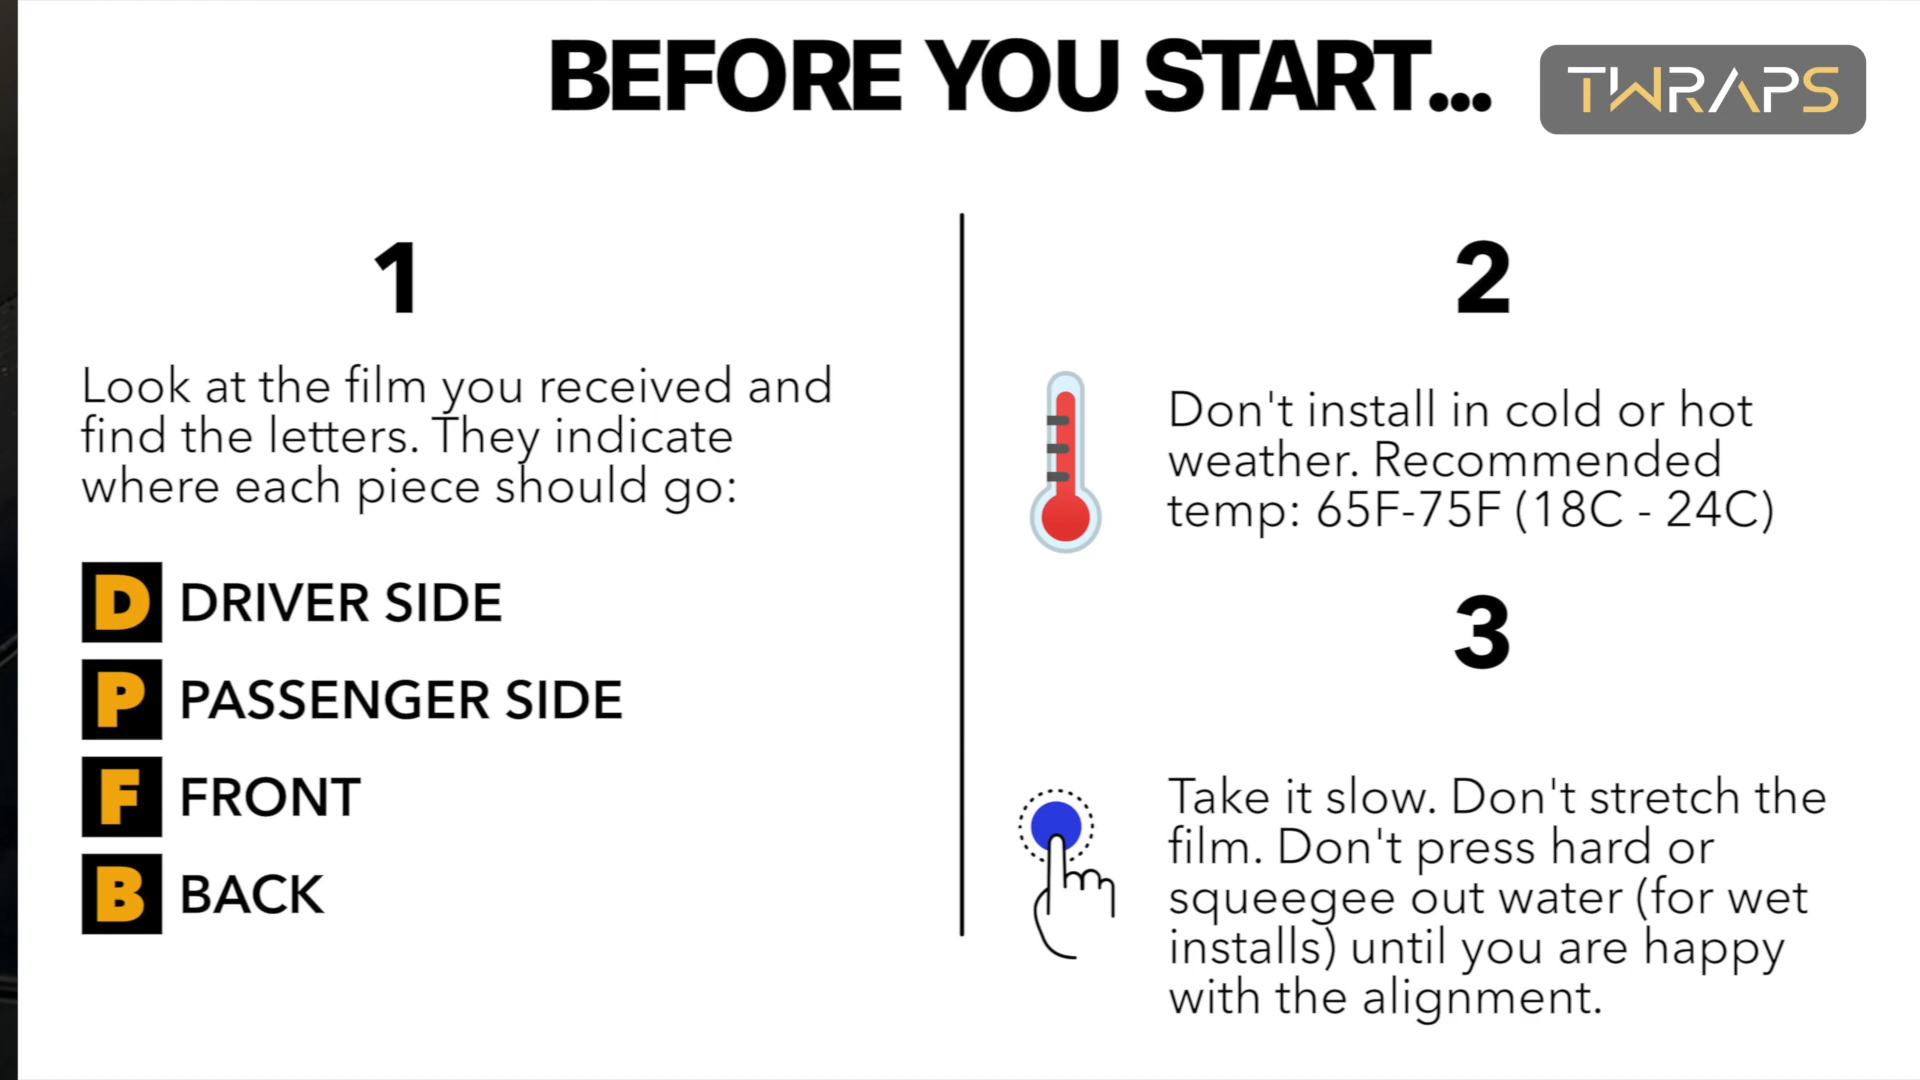 BEFORE YOU START...
TWRAPS
1
Look at the film you received and
find the letters. They indicate
where each piece should go:
D DRIVER SIDE
P PASSENGER SIDE
F FRONT
B BACK
2
Don't install in cold or hot
weather. Recommended
temp: 65F-75F (18C - 24C)
3
Take it slow. Don't stretch the
film. Don't press hard or
squeegee out water (for wet
installs) until you are happy
with the alignment.